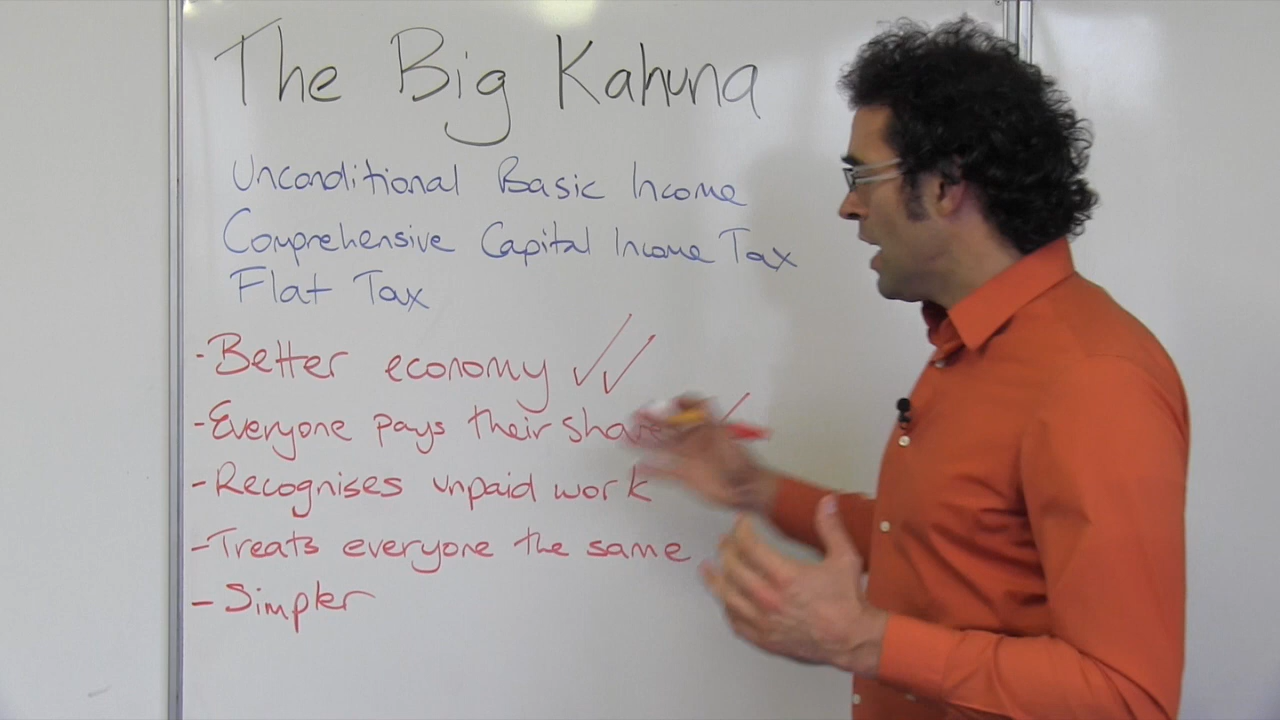 The Big Kahuna
Unconditional Basic Income
Comprehensive Capital Income Tax
Flat Tax
- Better economy ✓✓
- Everyone pays their share ✓
- Recognises unpaid work
- Treats everyone the same
- Simpler